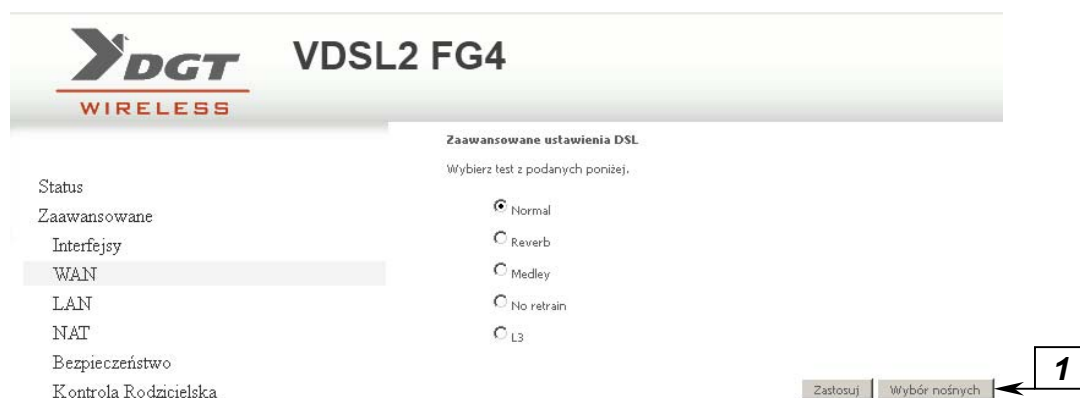 DGT
WIRELESS
VDSL2 FG4
Status
Zaawansowane
Interfejsy
WAN
LAN
NAT
Bezpieczeństwo
Kontrola Rodzicielska
Zaawansowane ustawienia DSL
Wybierz test z podanych poniżej.
Normal
Reverb
Medley
No retrain
L3
Zastosuj Wybór nośnych
1